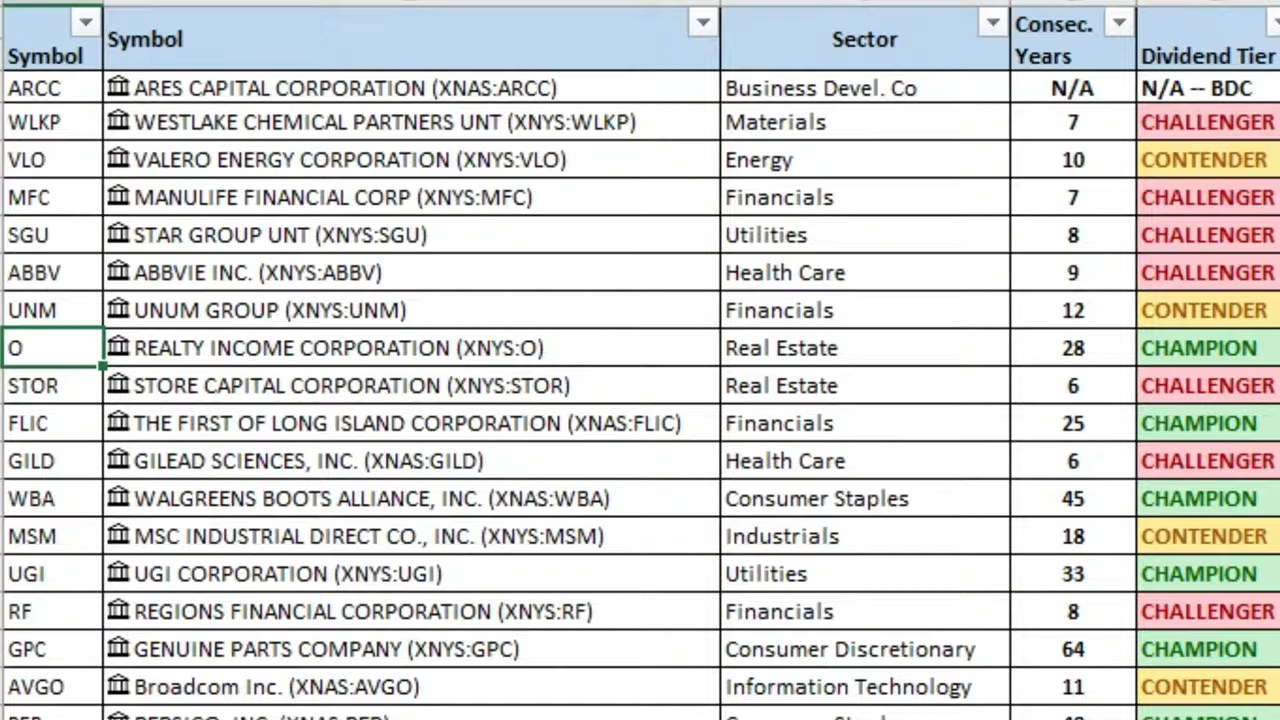 Symbol Symbol Sector Consec. Years Dividend Tier
ARCC ARES CAPITAL CORPORATION (XNAS:ARCC) Business Devel. Co N/A N/A -- BDC
WLKP WESTLAKE CHEMICAL PARTNERS UNT (XNYS:WLKP) Materials 7 CHALLENGER
VLO VALERO ENERGY CORPORATION (XNYS:VLO) Energy 10 CONTENDER
MFC MANULIFE FINANCIAL CORP (XNYS:MFC) Financials 7 CHALLENGER
SGU STAR GROUP UNT (XNYS:SGU) Utilities 8 CHALLENGER
ABBV ABBVIE INC. (XNYS:ABBV) Health Care 9 CHALLENGER
UNM UNUM GROUP (XNYS:UNM) Financials 12 CONTENDER
O REALTY INCOME CORPORATION (XNYS:O) Real Estate 28 CHAMPION
STOR STORE CAPITAL CORPORATION (XNYS:STOR) Real Estate 6 CHALLENGER
FLIC THE FIRST OF LONG ISLAND CORPORATION (XNAS:FLIC) Financials 25 CHAMPION
GILD GILEAD SCIENCES, INC. (XNAS:GILD) Health Care 6 CHALLENGER
WBA WALGREENS BOOTS ALLIANCE, INC. (XNAS:WBA) Consumer Staples 45 CHAMPION
MSM MSC INDUSTRIAL DIRECT CO., INC. (XNYS:MSM) Industrials 18 CONTENDER
UGI UGI CORPORATION (XNYS:UGI) Utilities 33 CHAMPION
RF REGIONS FINANCIAL CORPORATION (XNYS:RF) Financials 8 CHALLENGER
GPC GENUINE PARTS COMPANY (XNYS:GPC) Consumer Discretionary 64 CHAMPION
AVGO Broadcom Inc. (XNAS:AVGO) Information Technology 11 CONTENDER